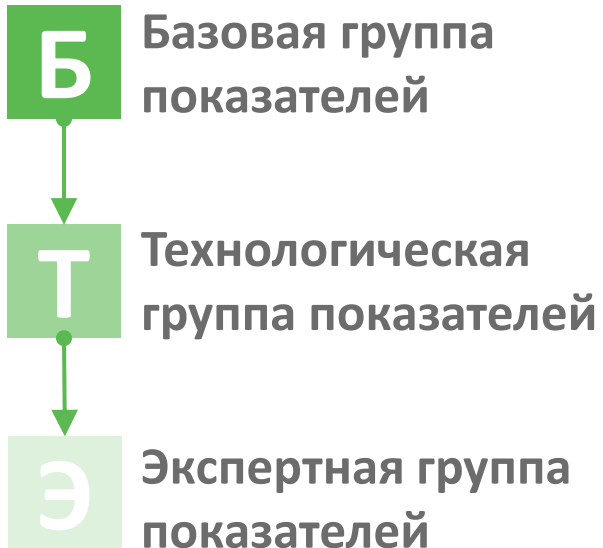 Б
Базовая группа
показателей
Т
Технологическая
группа показателей
Э
Экспертная группа
показателей